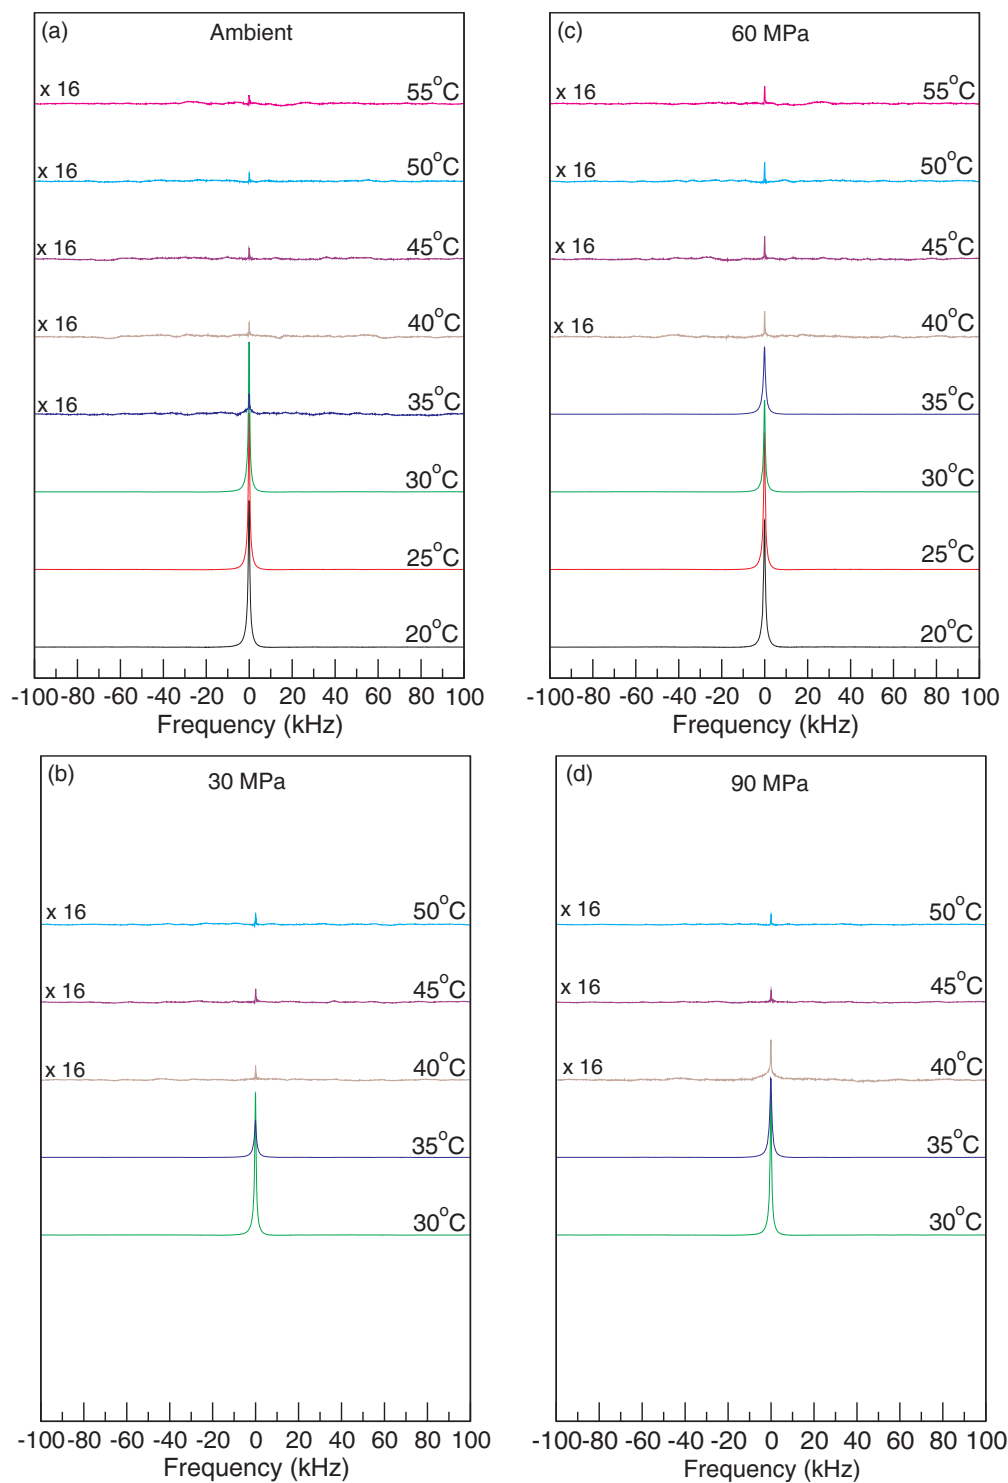 (a) Ambient
x 16 55°C
x 16 50°C
x 16 45°C
x 16 40°C
x 16 35°C
30°C
25°C
20°C
-100 -80 -60 -40 -20 0 20 40 60 80 100
Frequency (kHz)
(c) 60 MPa
x 16 55°C
x 16 50°C
x 16 45°C
x 16 40°C
35°C
30°C
25°C
20°C
-100 -80 -60 -40 -20 0 20 40 60 80 100
Frequency (kHz)
(b) 30 MPa
x 16 50°C
x 16 45°C
x 16 40°C
35°C
30°C
-100 -80 -60 -40 -20 0 20 40 60 80 100
Frequency (kHz)
(d) 90 MPa
x 16 50°C
x 16 45°C
x 16 40°C
35°C
30°C
-100 -80 -60 -40 -20 0 20 40 60 80 100
Frequency (kHz)